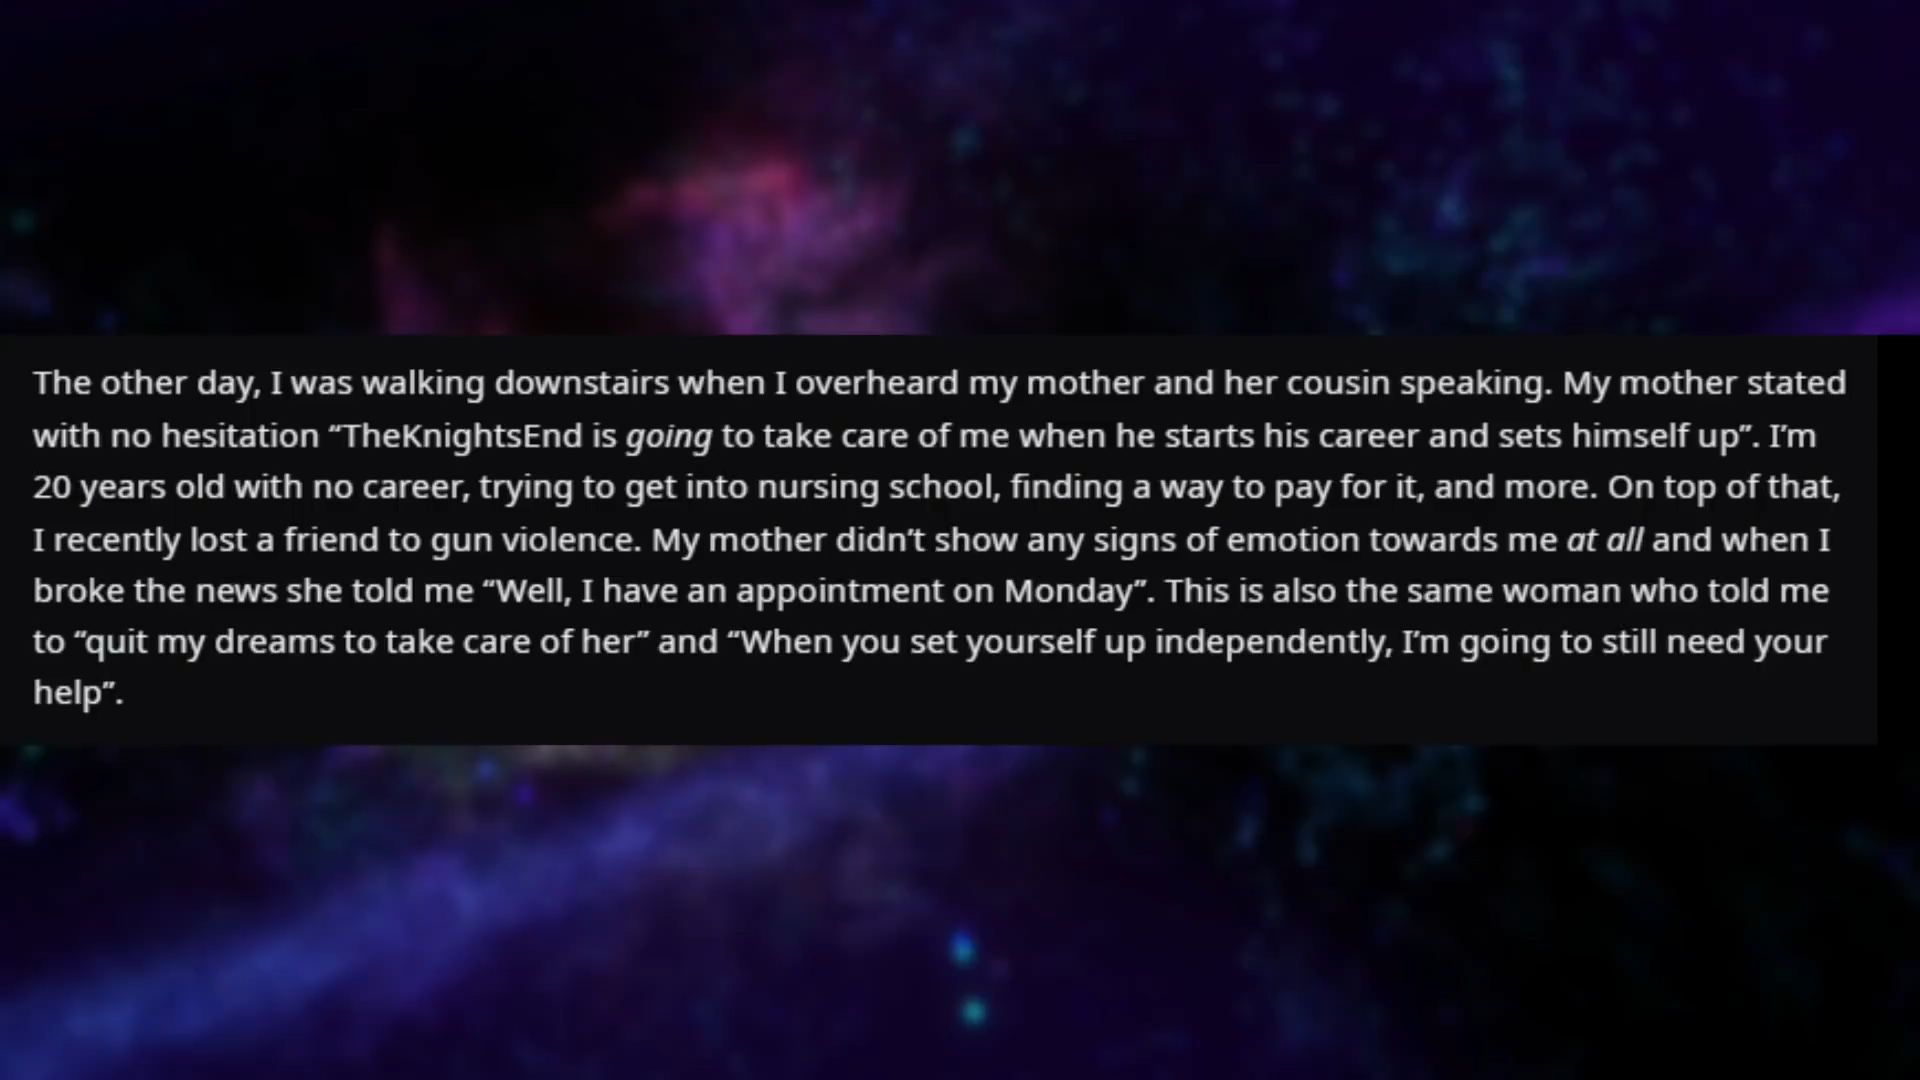 The other day, I was walking downstairs when I overheard my mother and her cousin speaking. My mother stated
with no hesitation “TheKnightsEnd is going to take care of me when he starts his career and sets himself up”. I’m
20 years old with no career, trying to get into nursing school, finding a way to pay for it, and more. On top of that,
I recently lost a friend to gun violence. My mother didn’t show any signs of emotion towards me at all and when I
broke the news she told me “Well, I have an appointment on Monday”. This is also the same woman who told me
to “quit my dreams to take care of her” and “When you set yourself up independently, I’m going to still need your
help”.